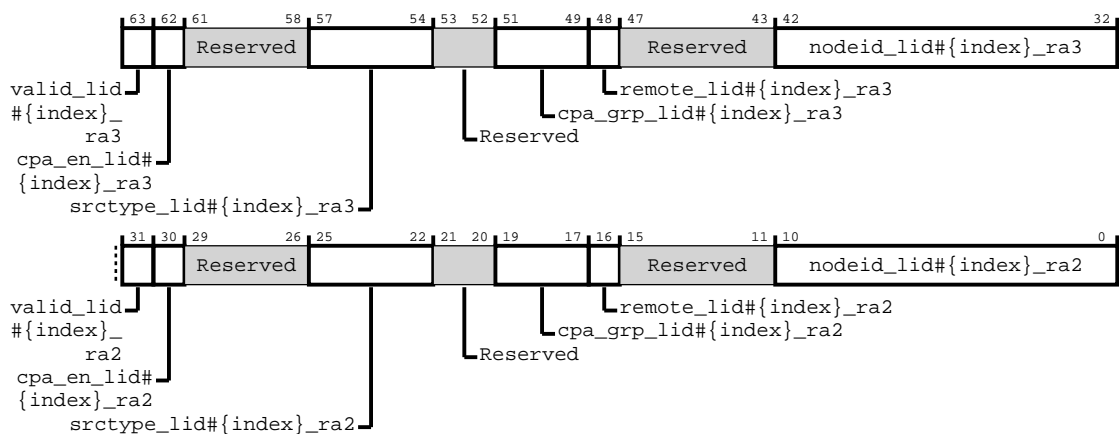 63 62 61 58 57 54 53 52 51 49 48 47 43 42 32
Reserved Reserved nodeid_lid#{index}_ra3
valid_lid
#{index}_
ra3
remote_lid#{index}_ra3
cpa_grp_lid#{index}_ra3
Reserved
cpa_en_lid#
{index}_ra3
srctype_lid#{index}_ra3
31 30 29 26 25 22 21 20 19 17 16 15 11 10 0
Reserved Reserved nodeid_lid#{index}_ra2
valid_lid
#{index}_
ra2
remote_lid#{index}_ra2
cpa_grp_lid#{index}_ra2
Reserved
cpa_en_lid#
{index}_ra2
srctype_lid#{index}_ra2